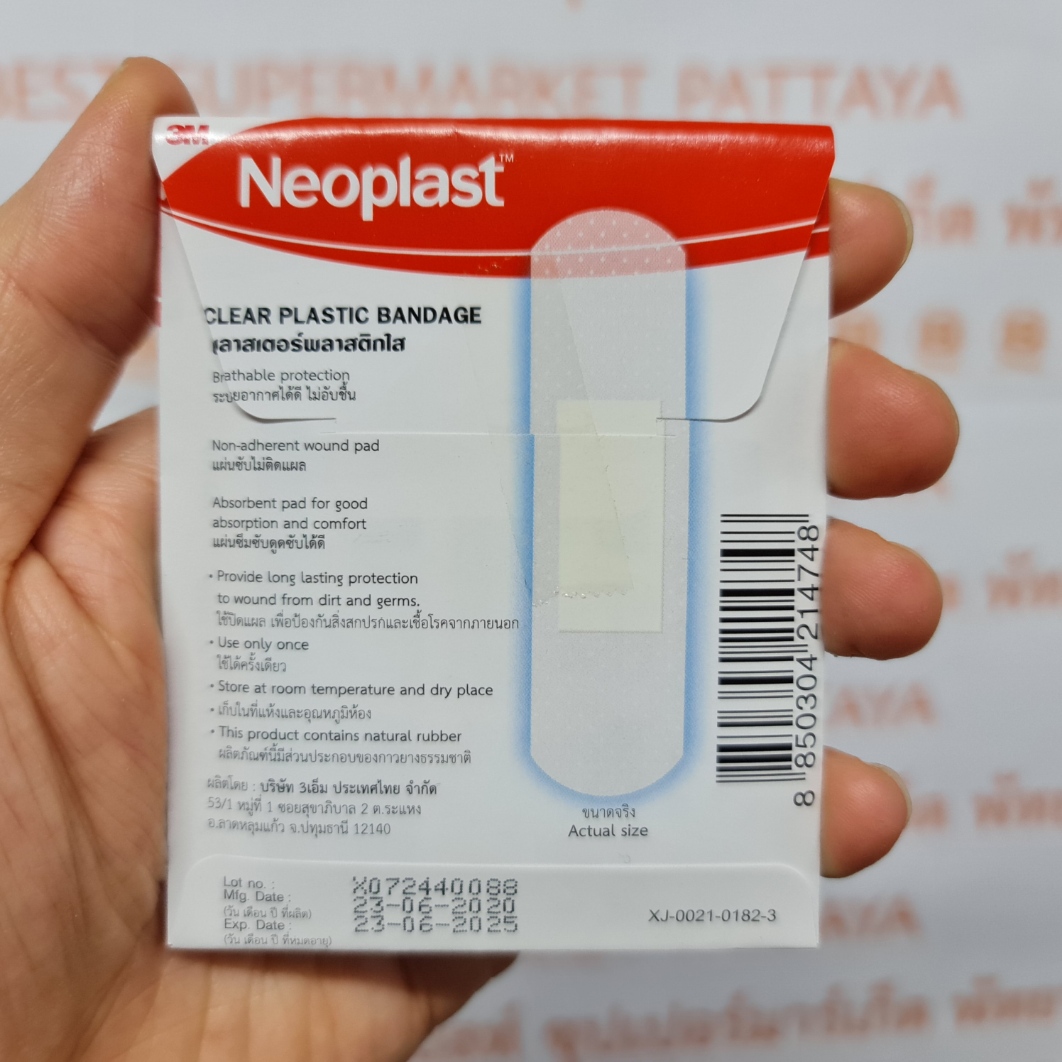 BEST SUPERMARKET PATTAYA
3M
Neoplast™
CLEAR PLASTIC BANDAGE
พลาสเตอร์พลาสติกใส
Brathable protection
ระบุยอากาศได้ดี ไม่อับชื้น
Non-adherent wound pad
แผ่นซับไม่ติดแผล
Absorbent pad for good
absorption and comfort
แผ่นซึมซับดูดซับได้ดี
• Provide long lasting protection
to wound from dirt and germs.
ใช้ปิดแผล เพื่อป้องกันสิ่งสกปรกและเชื้อโรคจากภายนอก
• Use only once
ใช้ได้ครั้งเดียว
• Store at room temperature and dry place
• เก็บในที่แห้งและอุณหภูมิห้อง
• This product contains natural rubber
ผลิตภัณฑ์นี้มีส่วนประกอบของกาวยางธรรมชาติ
ผลิตโดย : บริษัท 3เอ็ม ประเทศไทย จำกัด
53/1 หมู่ที่ 1 ซอยสุขาภิบาล 2 ต.ระแหง
อ.ลาดหลุมแก้ว จ.ปทุมธานี 12140
ขนาดจริง
Actual size
8 850304 214748
Lot no. : X072440088
Mfg. Date : 23-06-2020
(วัน เดือน ปี ที่ผลิต)
Exp. Date : 23-06-2025
(วัน เดือน ปี ที่หมดอายุ)
XJ-0021-0182-3